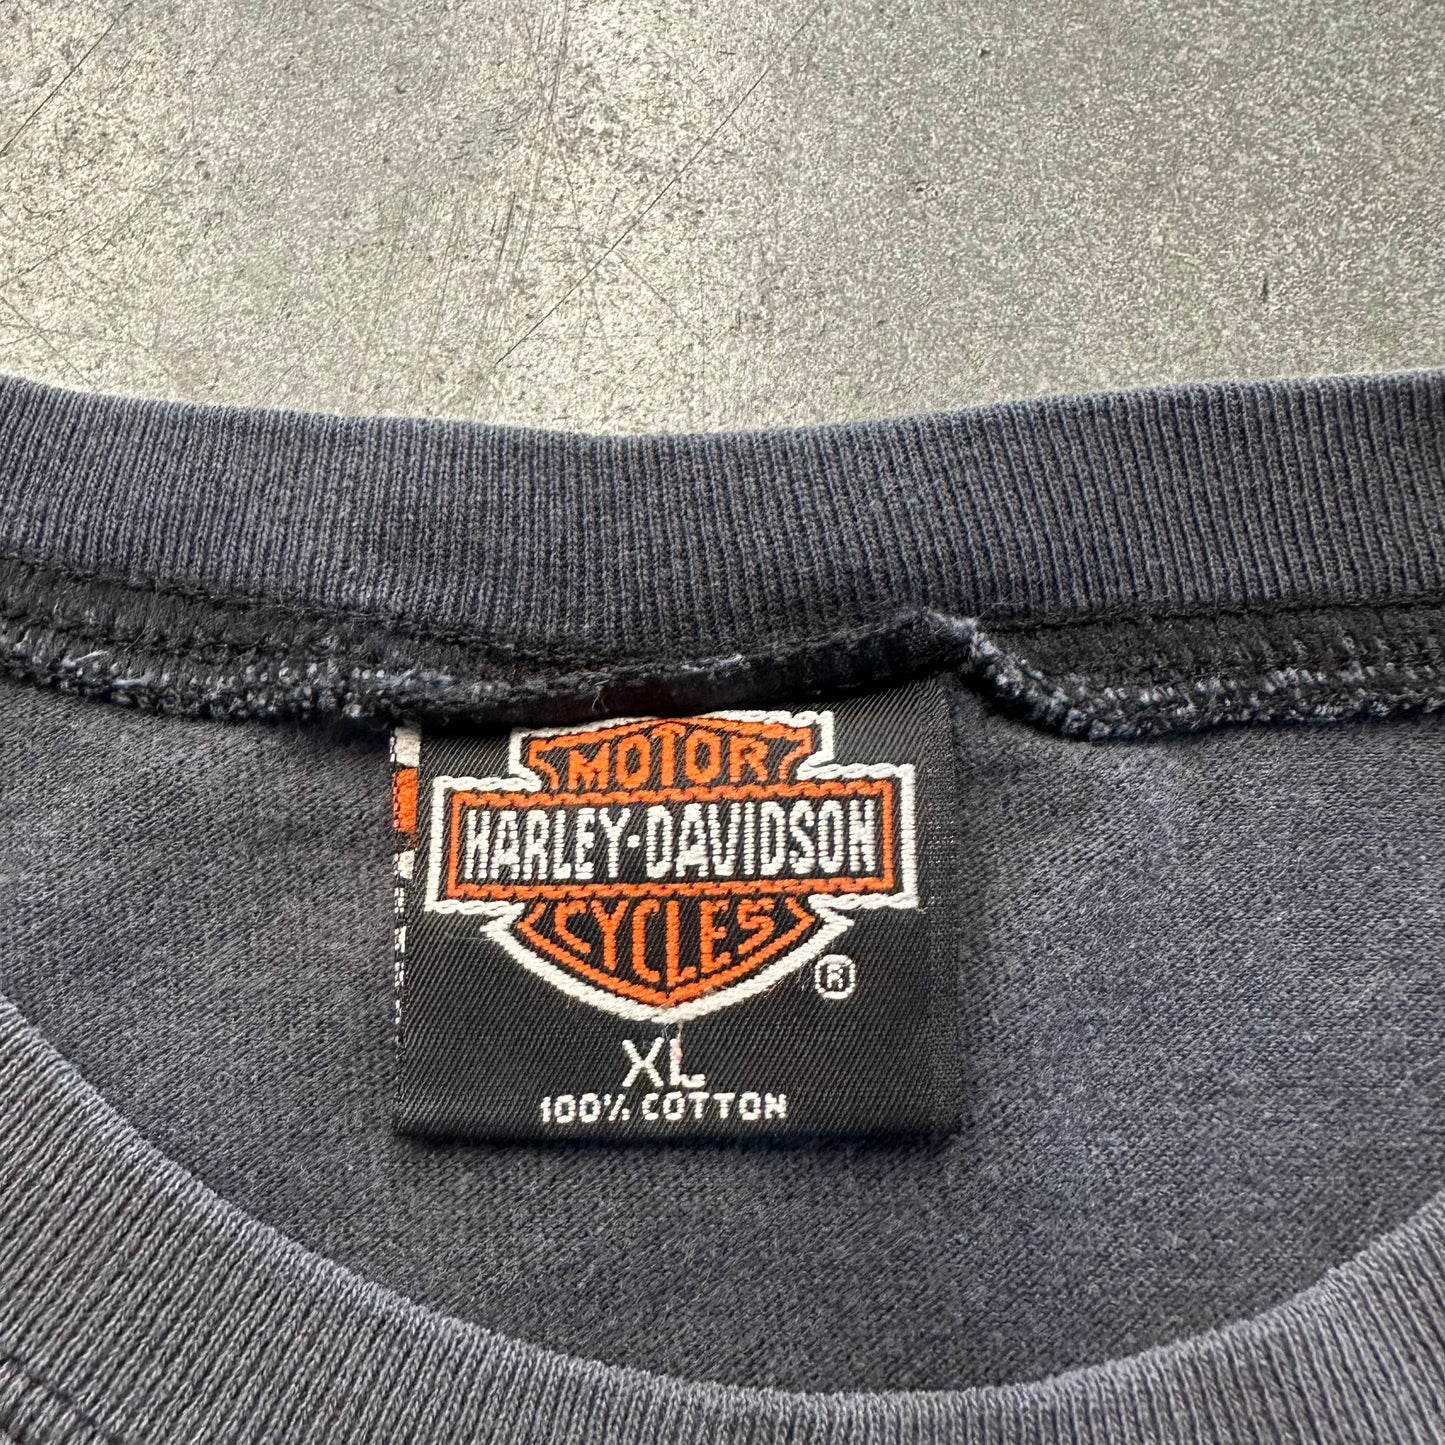 MOTOR
HARLEY-DAVIDSON
CYCLES
®
XL
100% COTTON